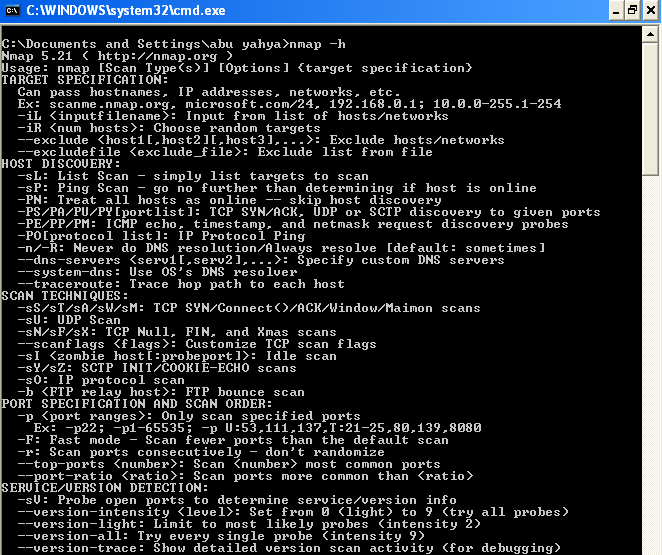 C:\WINDOWS\system32\cmd.exe
C:\Documents and Settings\abu yahya>nmap -h
Nmap 5.21 ( http://nmap.org )
Usage: nmap [Scan Type(s)] [Options] {target specification}
TARGET SPECIFICATION:
  Can pass hostnames, IP addresses, networks, etc.
  Ex: scanme.nmap.org, microsoft.com/24, 192.168.0.1; 10.0.0-255.1-254
  -iL <inputfilename>: Input from list of hosts/networks
  -iR <num hosts>: Choose random targets
  --exclude <host1[,host2][,host3],...>: Exclude hosts/networks
  --excludefile <exclude_file>: Exclude list from file
HOST DISCOVERY:
  -sL: List Scan - simply list targets to scan
  -sP: Ping Scan - go no further than determining if host is online
  -PN: Treat all hosts as online -- skip host discovery
  -PS/PA/PU/PY[portlist]: TCP SYN/ACK, UDP or SCTP discovery to given ports
  -PE/PP/PM: ICMP echo, timestamp, and netmask request discovery probes
  -PO[protocol list]: IP Protocol Ping
  -n/-R: Never do DNS resolution/Always resolve [default: sometimes]
  --dns-servers <serv1[,serv2],...>: Specify custom DNS servers
  --system-dns: Use OS's DNS resolver
  --traceroute: Trace hop path to each host
SCAN TECHNIQUES:
  -sS/sT/sA/sW/sM: TCP SYN/Connect()/ACK/Window/Maimon scans
  -sU: UDP Scan
  -sN/sF/sX: TCP Null, FIN, and Xmas scans
  --scanflags <flags>: Customize TCP scan flags
  -sI <zombie host[:probeport]>: Idle scan
  -sY/sZ: SCTP INIT/COOKIE-ECHO scans
  -sO: IP protocol scan
  -b <FTP relay host>: FTP bounce scan
PORT SPECIFICATION AND SCAN ORDER:
  -p <port ranges>: Only scan specified ports
    Ex: -p22; -p1-65535; -p U:53,111,137,T:21-25,80,139,8080
  -F: Fast mode - Scan fewer ports than the default scan
  -r: Scan ports consecutively - don't randomize
  --top-ports <number>: Scan <number> most common ports
  --port-ratio <ratio>: Scan ports more common than <ratio>
SERVICE/VERSION DETECTION:
  -sV: Probe open ports to determine service/version info
  --version-intensity <level>: Set from 0 (light) to 9 (try all probes)
  --version-light: Limit to most likely probes (intensity 2)
  --version-all: Try every single probe (intensity 9)
  --version-trace: Show detailed version scan activity (for debugging)